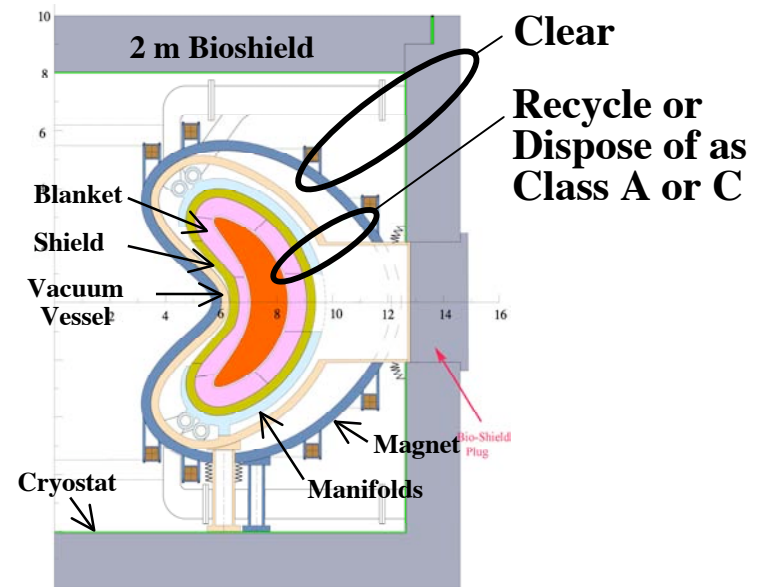 10
2 m Bioshield
Clear
8
Recycle or
Dispose of as
Class A or C
6
Blanket
Shield
Vacuum
Vessel
2
4
6
8
10
12
14
16
Magnet
Bio-Shield
Plug
Manifolds
Cryostat